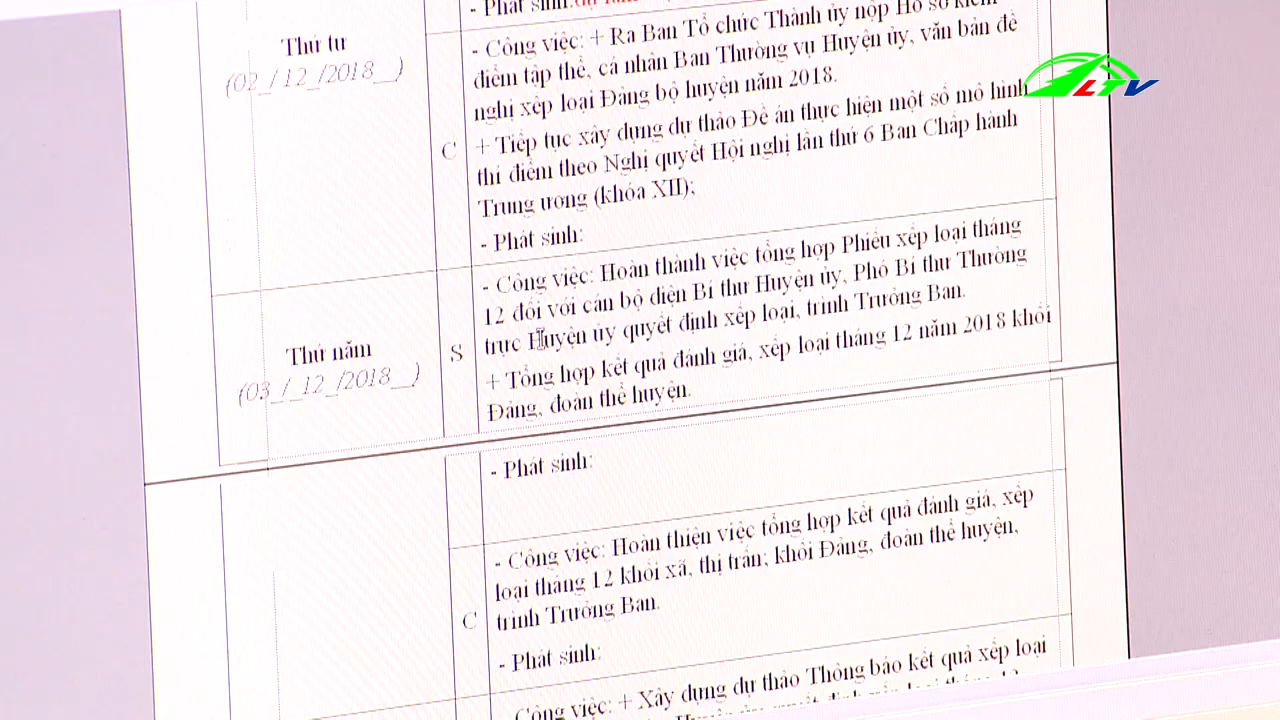 - Phát sinh:
LTV
Thứ tư
(02_/_12_/2018__)
C
- Công việc: + Ra Ban Tổ chức Thành ủy nộp Hồ sơ kiểm
điểm tập thể, cá nhân Ban Thường vụ Huyện ủy, văn bản đề
nghị xếp loại Đảng bộ huyện năm 2018.
+ Tiếp tục xây dựng dự thảo Đề án thực hiện một số mô hình
thí điểm theo Nghị quyết Hội nghị lần thứ 6 Ban Chấp hành
Trung ương (khóa XII);
- Phát sinh:
Thứ năm
(03_/_12_/2018__)
S
- Công việc: Hoàn thành việc tổng hợp Phiếu xếp loại tháng
12 đối với cán bộ diện Bí thư Huyện ủy, Phó Bí thư Thường
trực Huyện ủy quyết định xếp loại, trình Trưởng Ban.
+ Tổng hợp kết quả đánh giá, xếp loại tháng 12 năm 2018 khối
Đảng, đoàn thể huyện.
- Phát sinh:
C
- Công việc: Hoàn thiện việc tổng hợp kết quả đánh giá, xếp
loại tháng 12 khối xã, thị trấn; khối Đảng, đoàn thể huyện,
trình Trưởng Ban.
- Phát sinh:
Công việc: + Xây dựng dự thảo Thông báo kết quả xếp loại